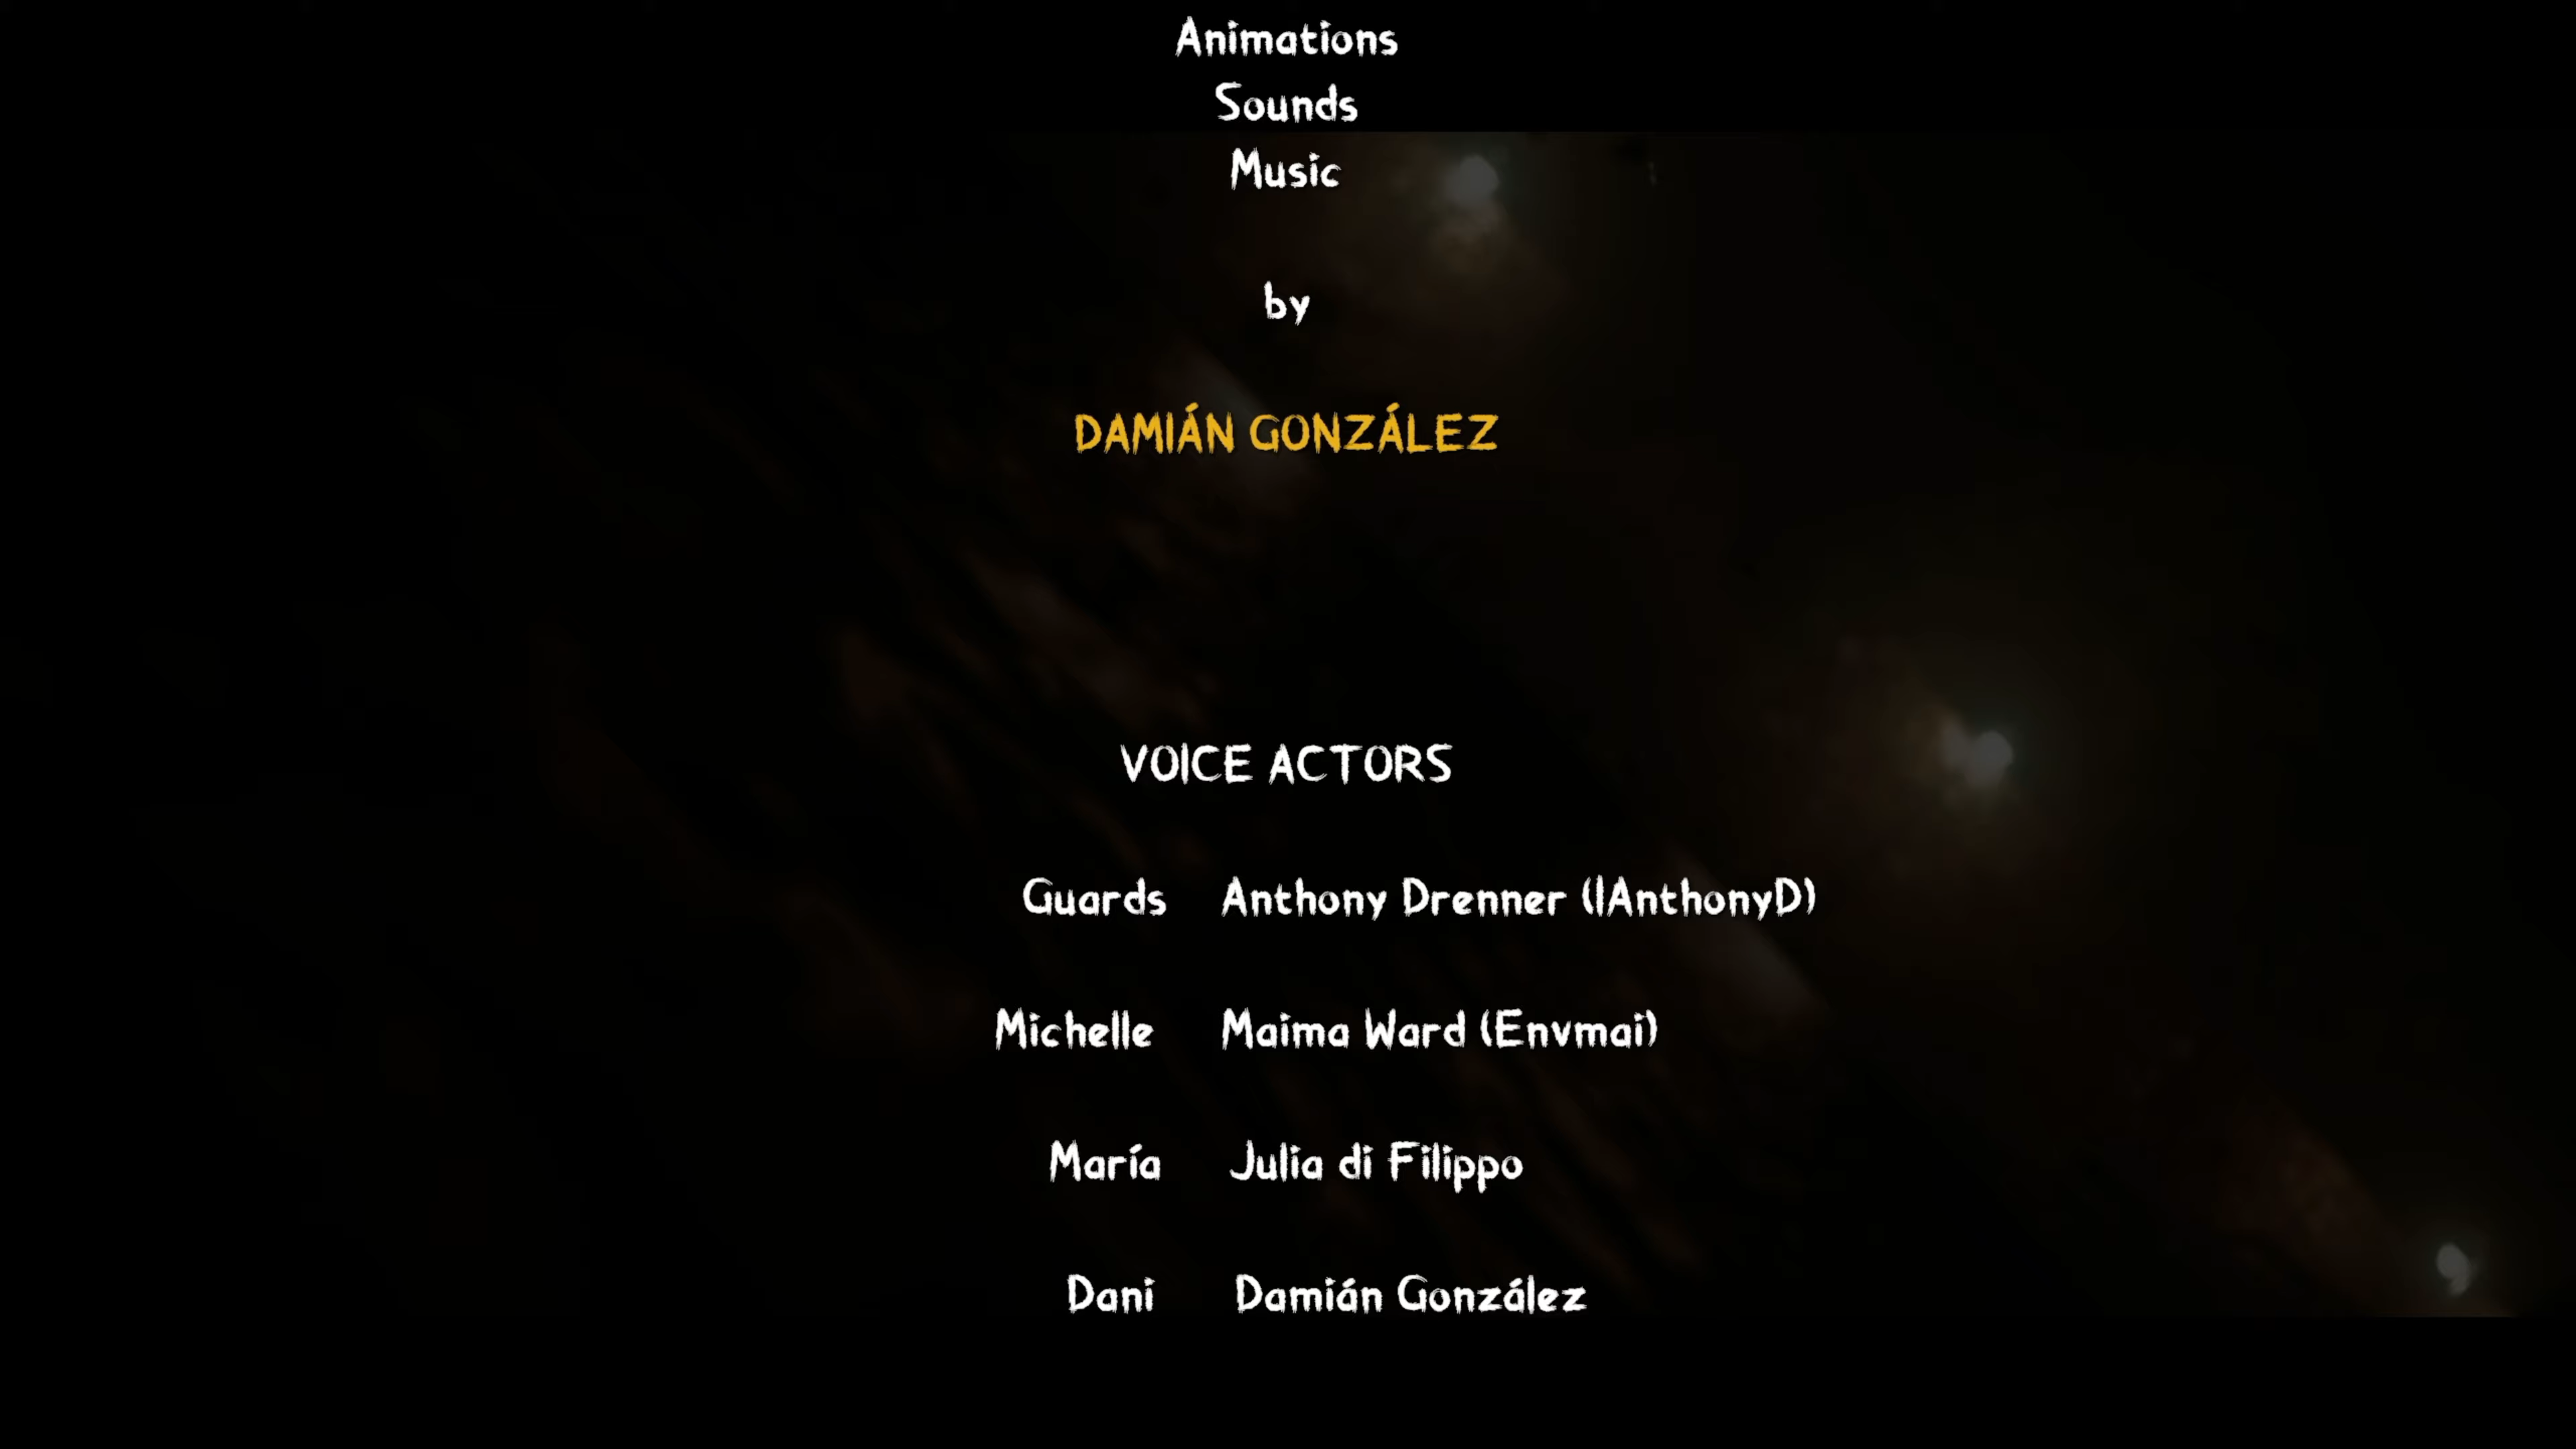 Animations
Sounds
Music
by
DAMIÁN GONZÁLEZ
VOICE ACTORS
Guards Anthony Drenner (IAnthonyD)
Michelle Maima Ward (Envmai)
María Julia di Filippo
Dani Damián González